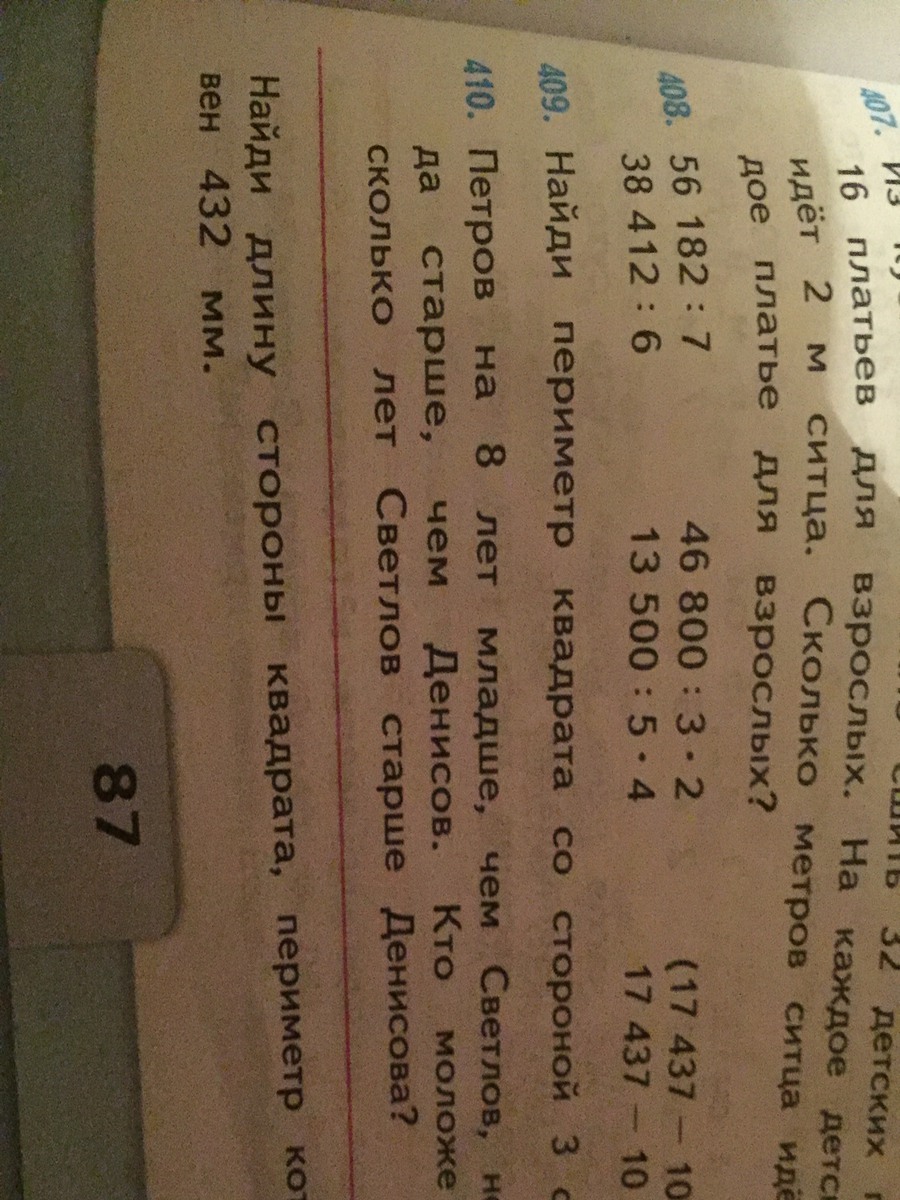 407. Из
32 детских
16 платьев для взрослых. На каждое
идёт 2 м ситца. Сколько метров ситца
дое платье для взрослых?
408. 56 182 : 7 46 800 : 3 · 2 (17 437 — 10
38 412 : 6 13 500 : 5 · 4 17 437 — 10
409. Найди периметр квадрата со стороной 3
410. Петров на 8 лет младше, чем Светлов,
да старше, чем Денисов. Кто моложе
сколько лет Светлов старше Денисова?
Найди длину стороны квадрата, периметр
вен 432 мм.
87